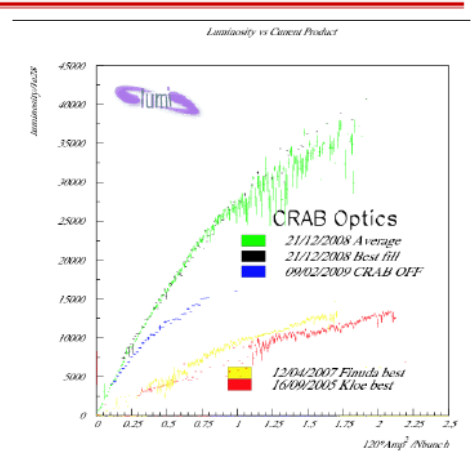 Luminosity vs Current Product
luminosity/1e28
45000
40000
35000
30000
25000
20000
15000
10000
5000
0
lumi
CRAB Optics
21/12/2008 Average
21/12/2008 Best fill
09/02/2009 CRAB OFF
12/04/2007 Finuda best
16/09/2005 Kloe best
0 0.25 0.5 0.75 1 1.25 1.5 1.75 2 2.25 2.5
120*Amp² /Nbunch